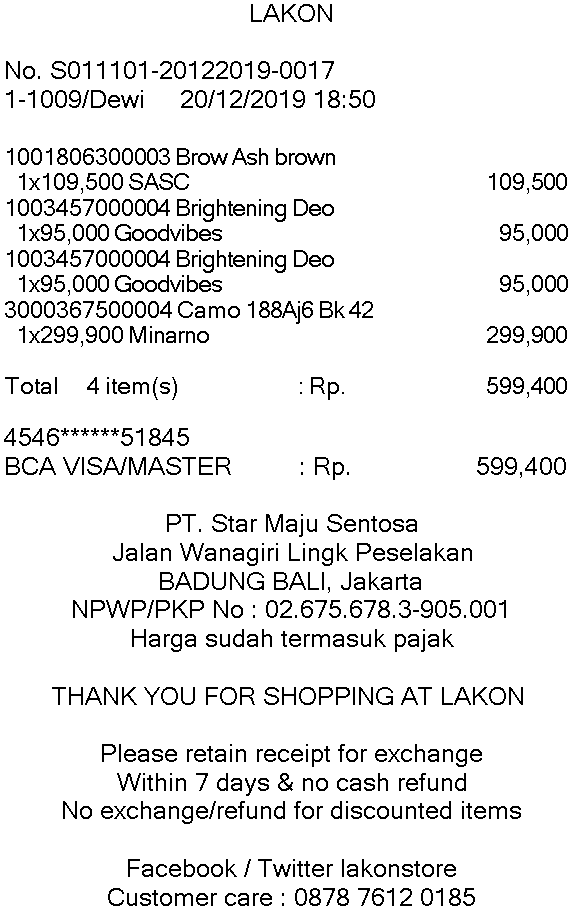 LAKON
No. S011101-20122019-0017
1-1009/Dewi 20/12/2019 18:50
1001806300003 Brow Ash brown
1x109,500 SASC 109,500
1003457000004 Brightening Deo
1x95,000 Goodvibes 95,000
1003457000004 Brightening Deo
1x95,000 Goodvibes 95,000
3000367500004 Camo 188Aj6 Bk 42
1x299,900 Minarno 299,900
Total 4 item(s) : Rp. 599,400
4546******51845
BCA VISA/MASTER : Rp. 599,400
PT. Star Maju Sentosa
Jalan Wanagiri Lingk Peselakan
BADUNG BALI, Jakarta
NPWP/PKP No : 02.675.678.3-905.001
Harga sudah termasuk pajak
THANK YOU FOR SHOPPING AT LAKON
Please retain receipt for exchange
Within 7 days & no cash refund
No exchange/refund for discounted items
Facebook / Twitter lakonstore
Customer care : 0878 7612 0185